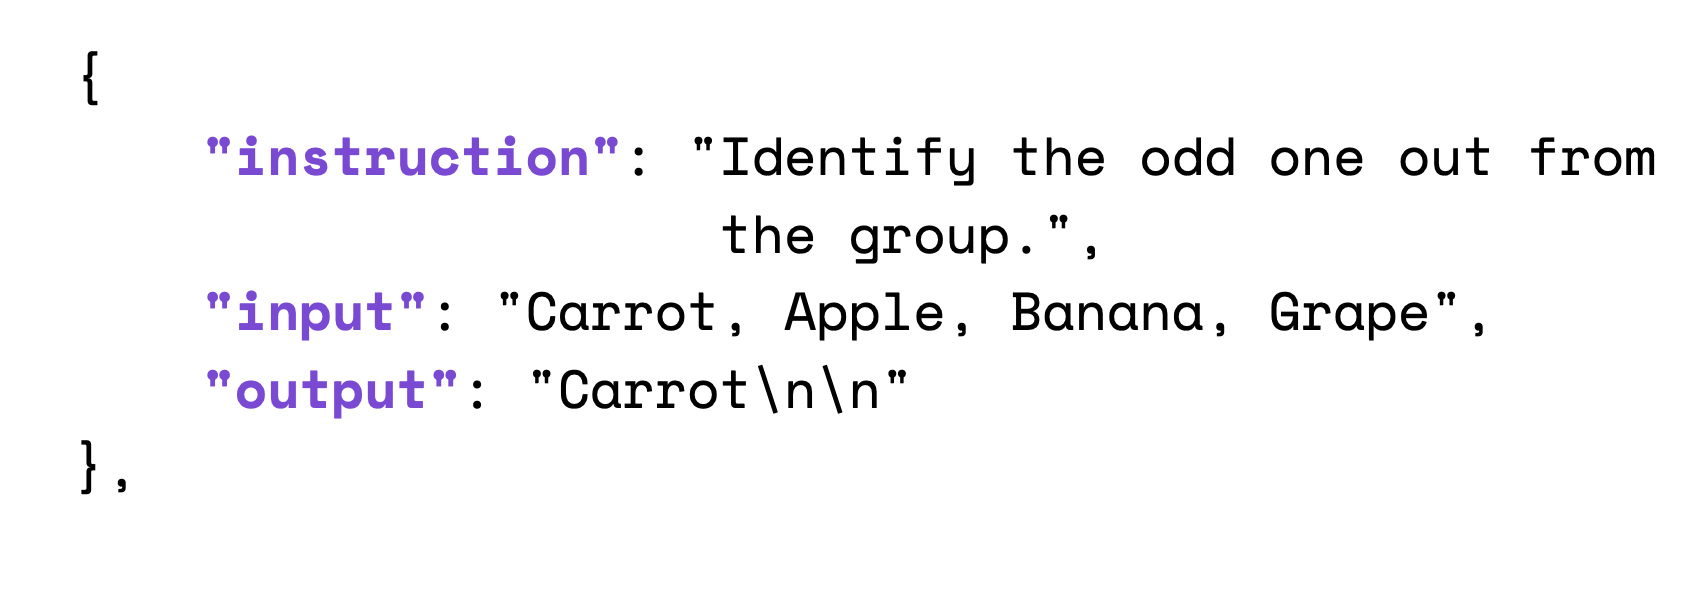 {
"instruction": "Identify the odd one out from
the group.",
"input": "Carrot, Apple, Banana, Grape",
"output": "Carrot\n\n"
},